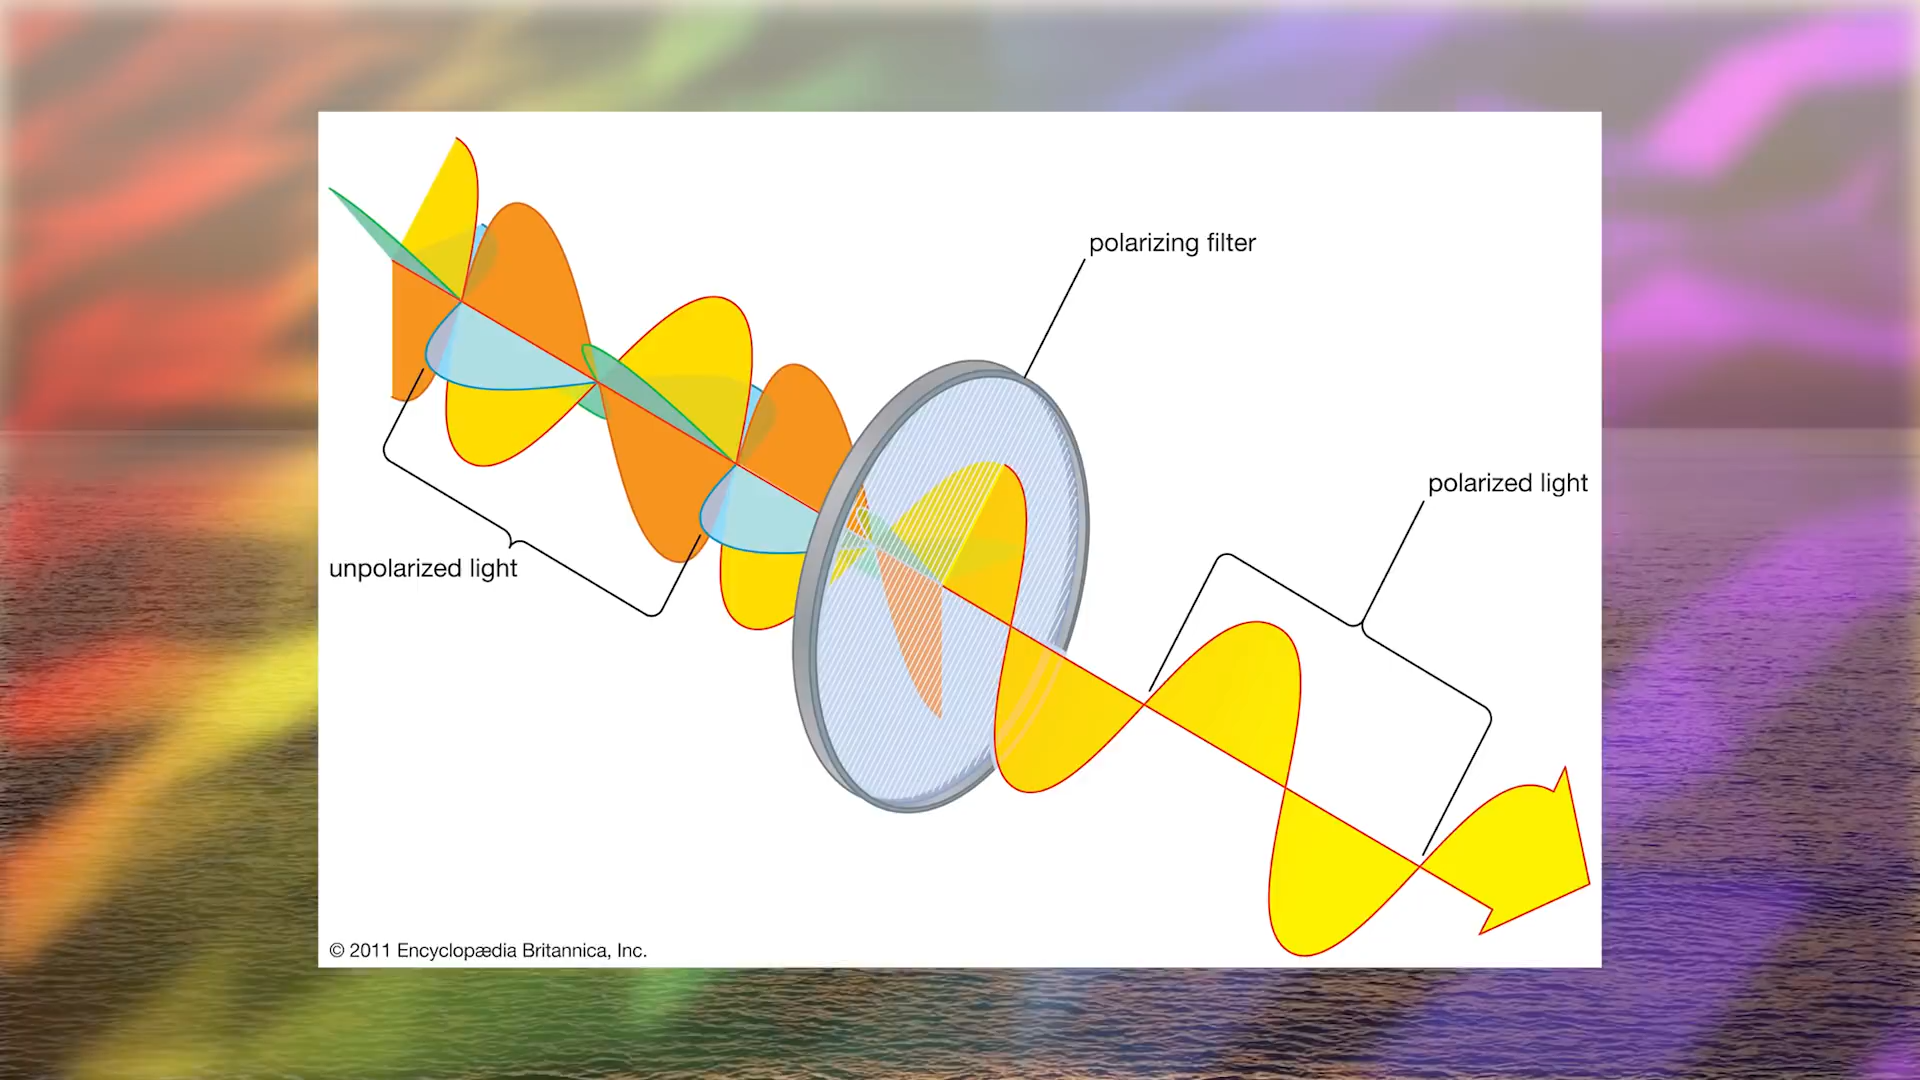 polarizing filter
polarized light
unpolarized light
© 2011 Encyclopædia Britannica, Inc.